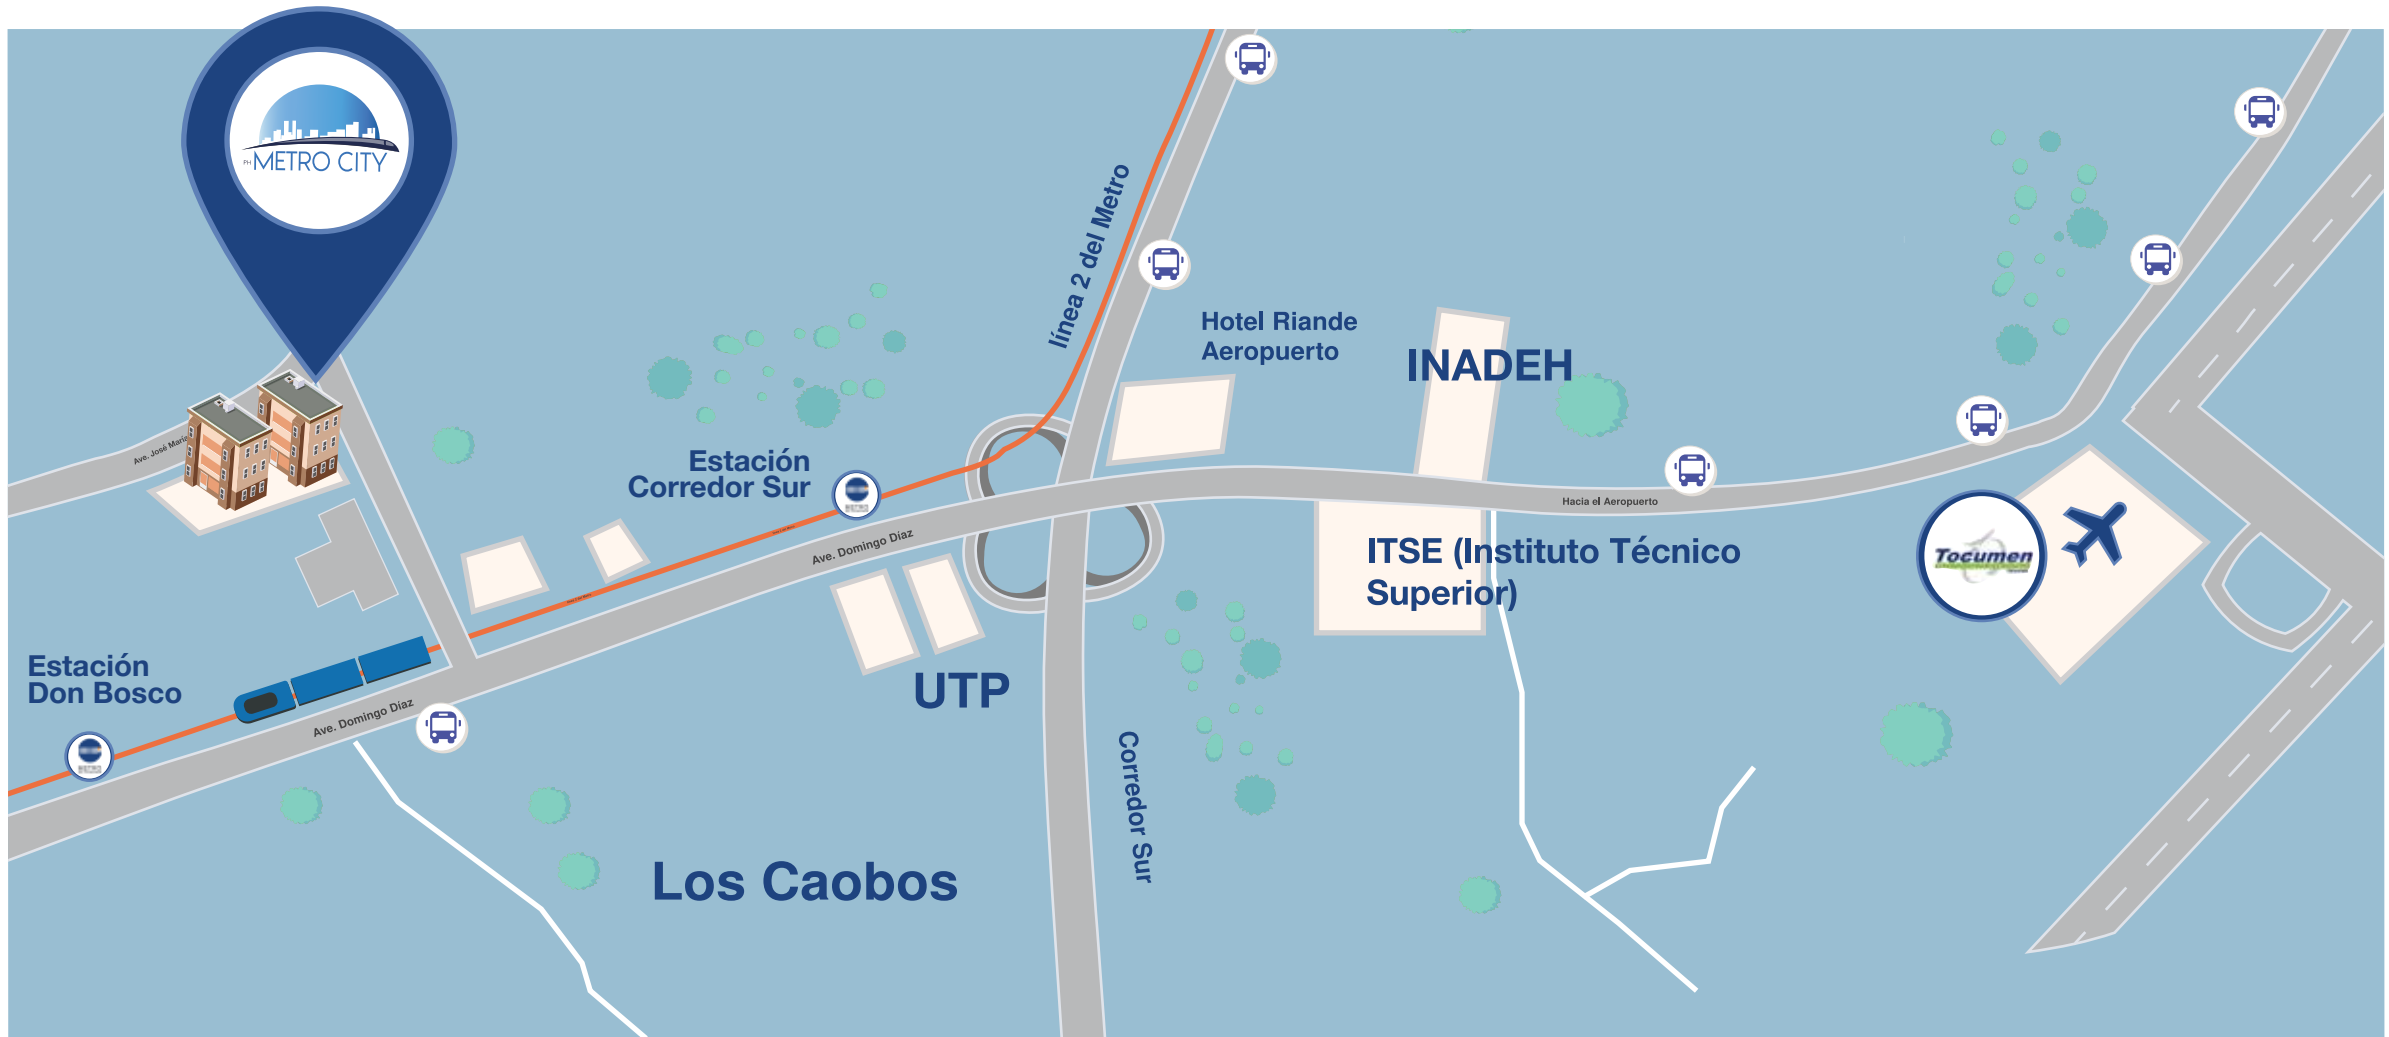 PH METRO CITY
línea 2 del Metro
Hotel Riande
Aeropuerto
INADEH
Ave. José María
Estación
Corredor Sur
Hacia el Aeropuerto
Ave. Domingo Díaz
ITSE (Instituto Técnico
Superior)
Tocumen
Estación
Don Bosco
UTP
Ave. Domingo Díaz
Corredor Sur
Los Caobos